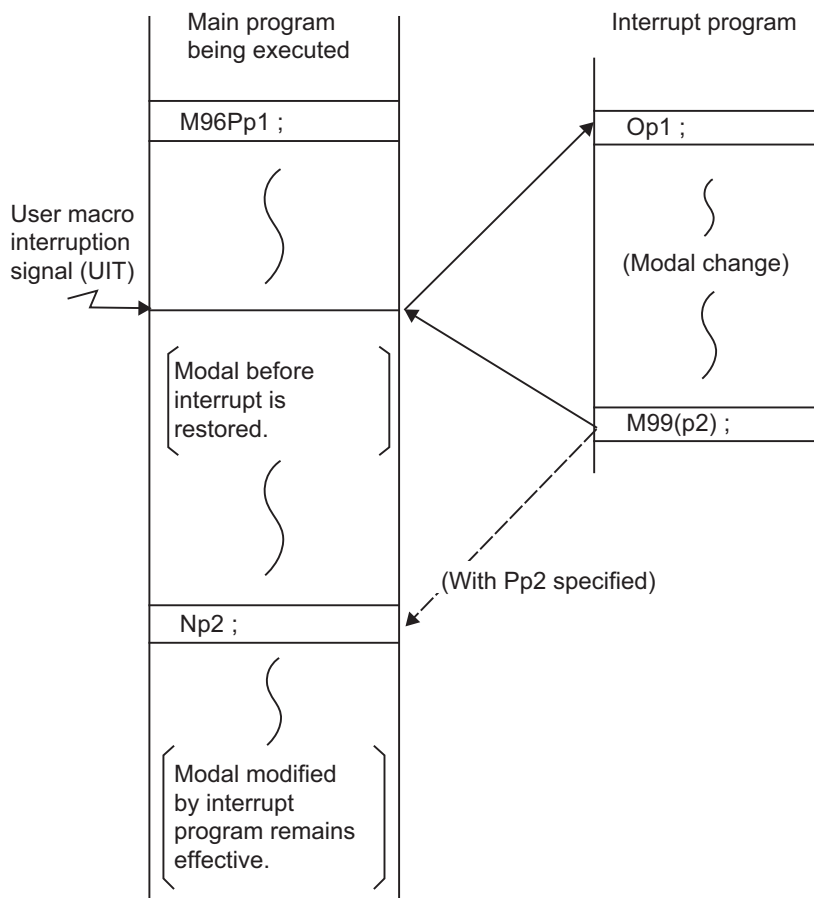 Main program
being executed
Interrupt program
M96Pp1 ;
Op1 ;
User macro
interruption
signal (UIT)
(Modal change)
Modal before
interrupt is
restored.
M99(p2) ;
(With Pp2 specified)
Np2 ;
Modal modified
by interrupt
program remains
effective.